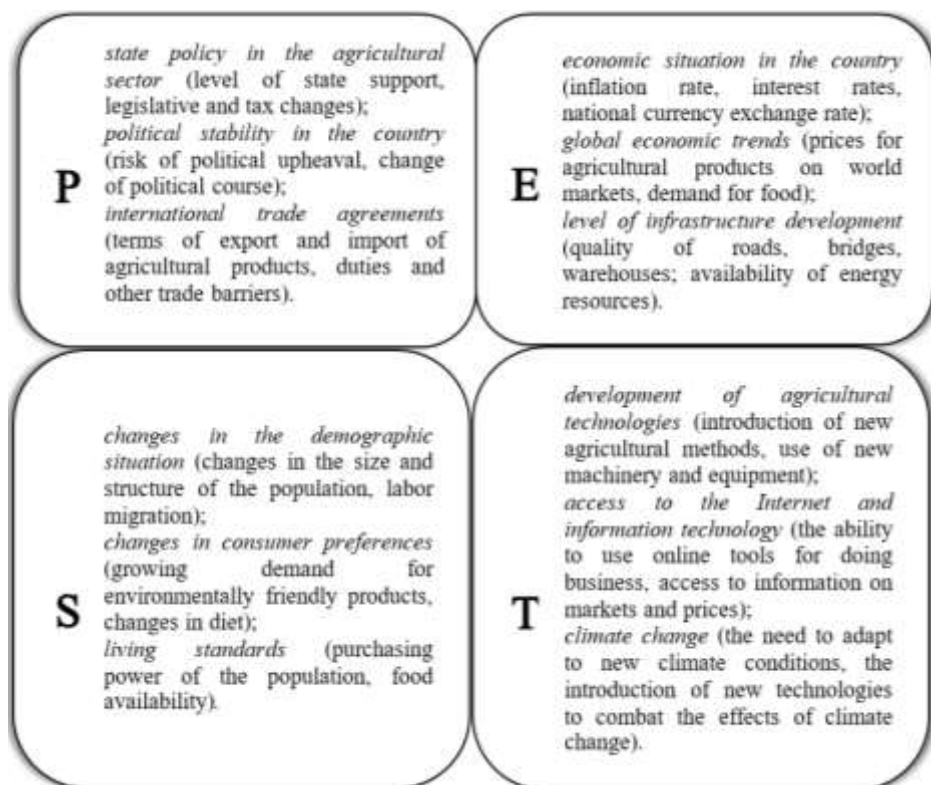 P
state policy in the agricultural
sector (level of state support,
legislative and tax changes);
political stability in the country
(risk of political upheaval, change
of political course);
international trade agreements
(terms of export and import of
agricultural products, duties and
other trade barriers).
E
economic situation in the country
(inflation rate, interest rates,
national currency exchange rate);
global economic trends (prices for
agricultural products on world
markets, demand for food);
level of infrastructure development
(quality of roads, bridges,
warehouses; availability of energy
resources).
S
changes in the demographic
situation (changes in the size and
structure of the population, labor
migration);
changes in consumer preferences
(growing demand for
environmentally friendly products,
changes in diet);
living standards (purchasing
power of the population, food
availability).
T
development of agricultural
technologies (introduction of new
agricultural methods, use of new
machinery and equipment);
access to the Internet and
information technology (the ability
to use online tools for doing
business, access to information on
markets and prices);
climate change (the need to adapt
to new climate conditions, the
introduction of new technologies
to combat the effects of climate
change).